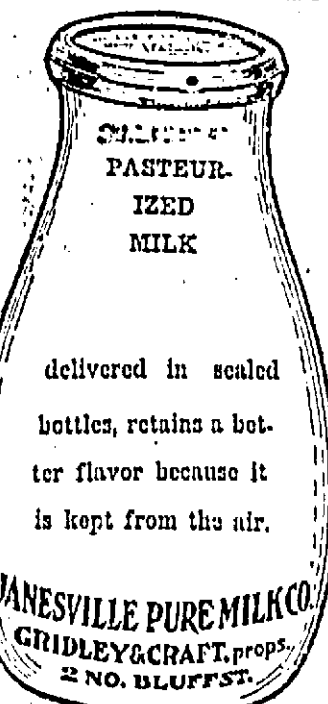 PASTEUR-
IZED
MILK
delivered in sealed
bottles, retains a bet-
ter flavor because it
is kept from the air.
JANESVILLE PURE MILK CO.
GRIDLEY & CRAFT, props.
2 NO. BLUFF ST.